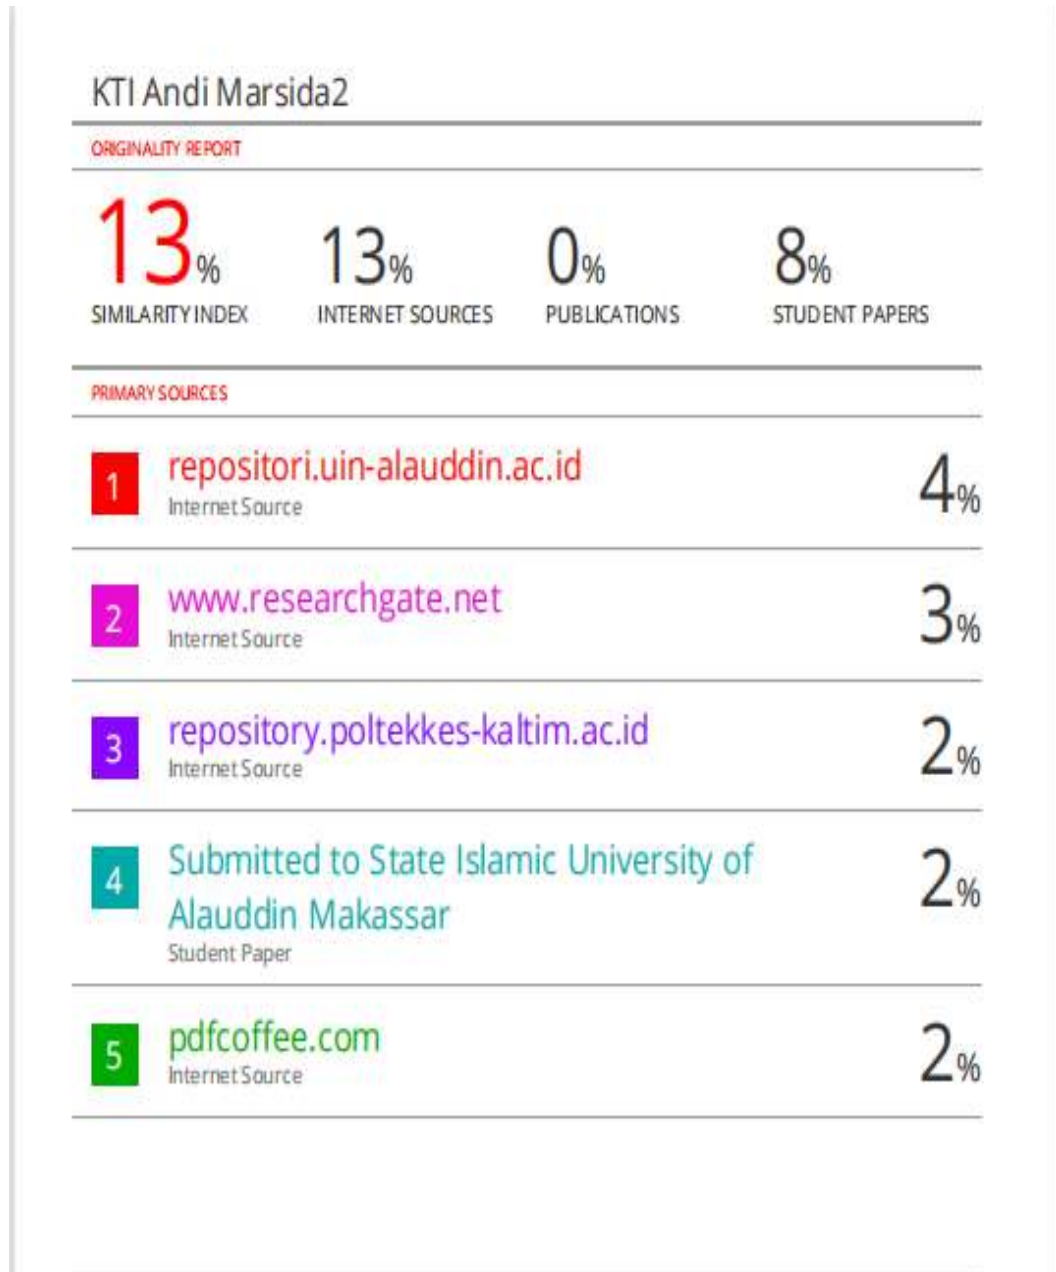 KTI Andi Marsida2
ORIGINALITY REPORT
13% 13% 0% 8%
SIMILARITY INDEX INTERNET SOURCES PUBLICATIONS STUDENT PAPERS
PRIMARY SOURCES
1 repositori.uin-alauddin.ac.id 4%
Internet Source
2 www.researchgate.net 3%
Internet Source
3 repository.poltekkes-kaltim.ac.id 2%
Internet Source
4 Submitted to State Islamic University of 2%
Alauddin Makassar
Student Paper
5 pdfcoffee.com 2%
Internet Source